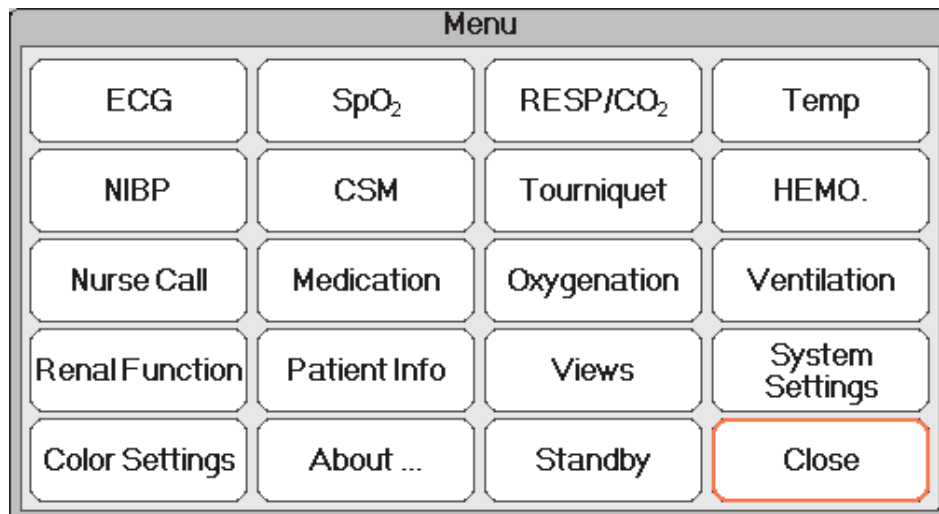 Menu
ECG
SpO₂
RESP/CO₂
Temp
NIBP
CSM
Tourniquet
HEMO.
Nurse Call
Medication
Oxygenation
Ventilation
Renal Function
Patient Info
Views
System
Settings
Color Settings
About ...
Standby
Close